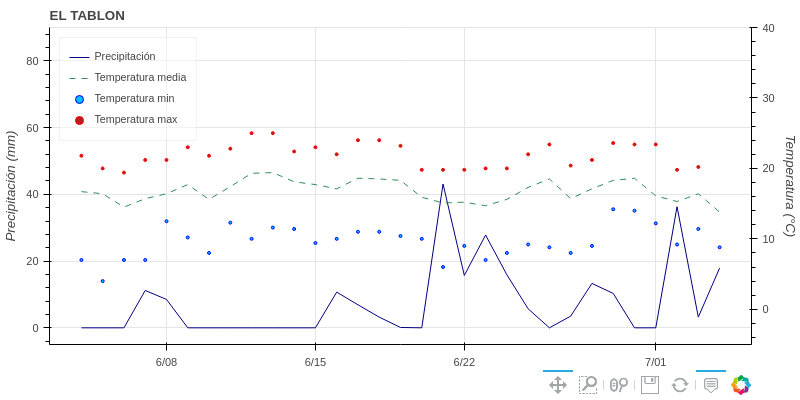 EL TABLON
Precipitación
Temperatura media
Temperatura min
Temperatura max
Precipitación (mm)
80
60
40
20
0
40
30
20
10
0
Temperatura (°C)
6/08
6/15
6/22
7/01